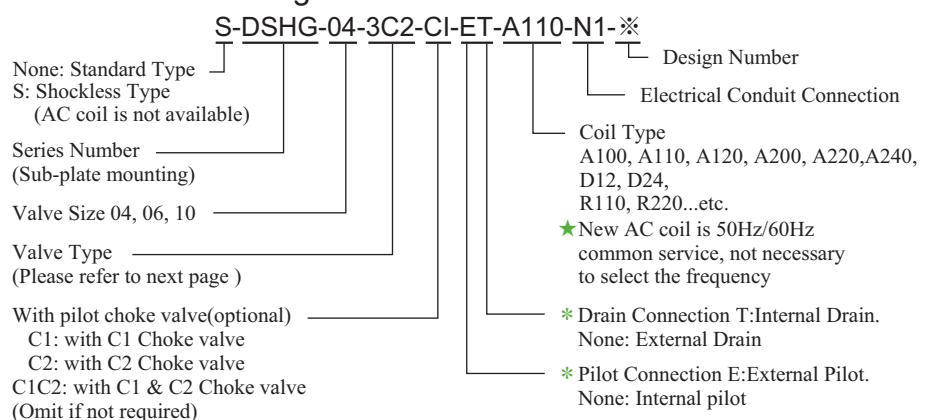 S-DSHG-04-3C2-CI-ET-A110-N1-※
None: Standard Type
S: Shockless Type
(AC coil is not available)
Series Number
(Sub-plate mounting)
Valve Size 04, 06, 10
Valve Type
(Please refer to next page )
With pilot choke valve(optional)
C1: with C1 Choke valve
C2: with C2 Choke valve
C1C2: with C1 & C2 Choke valve
(Omit if not required)
Design Number
Electrical Conduit Connection
Coil Type
A100, A110, A120, A200, A220,A240,
D12, D24,
R110, R220...etc.
★New AC coil is 50Hz/60Hz
common service, not necessary
to select the frequency
* Drain Connection T:Internal Drain.
None: External Drain
* Pilot Connection E:External Pilot.
None: Internal pilot